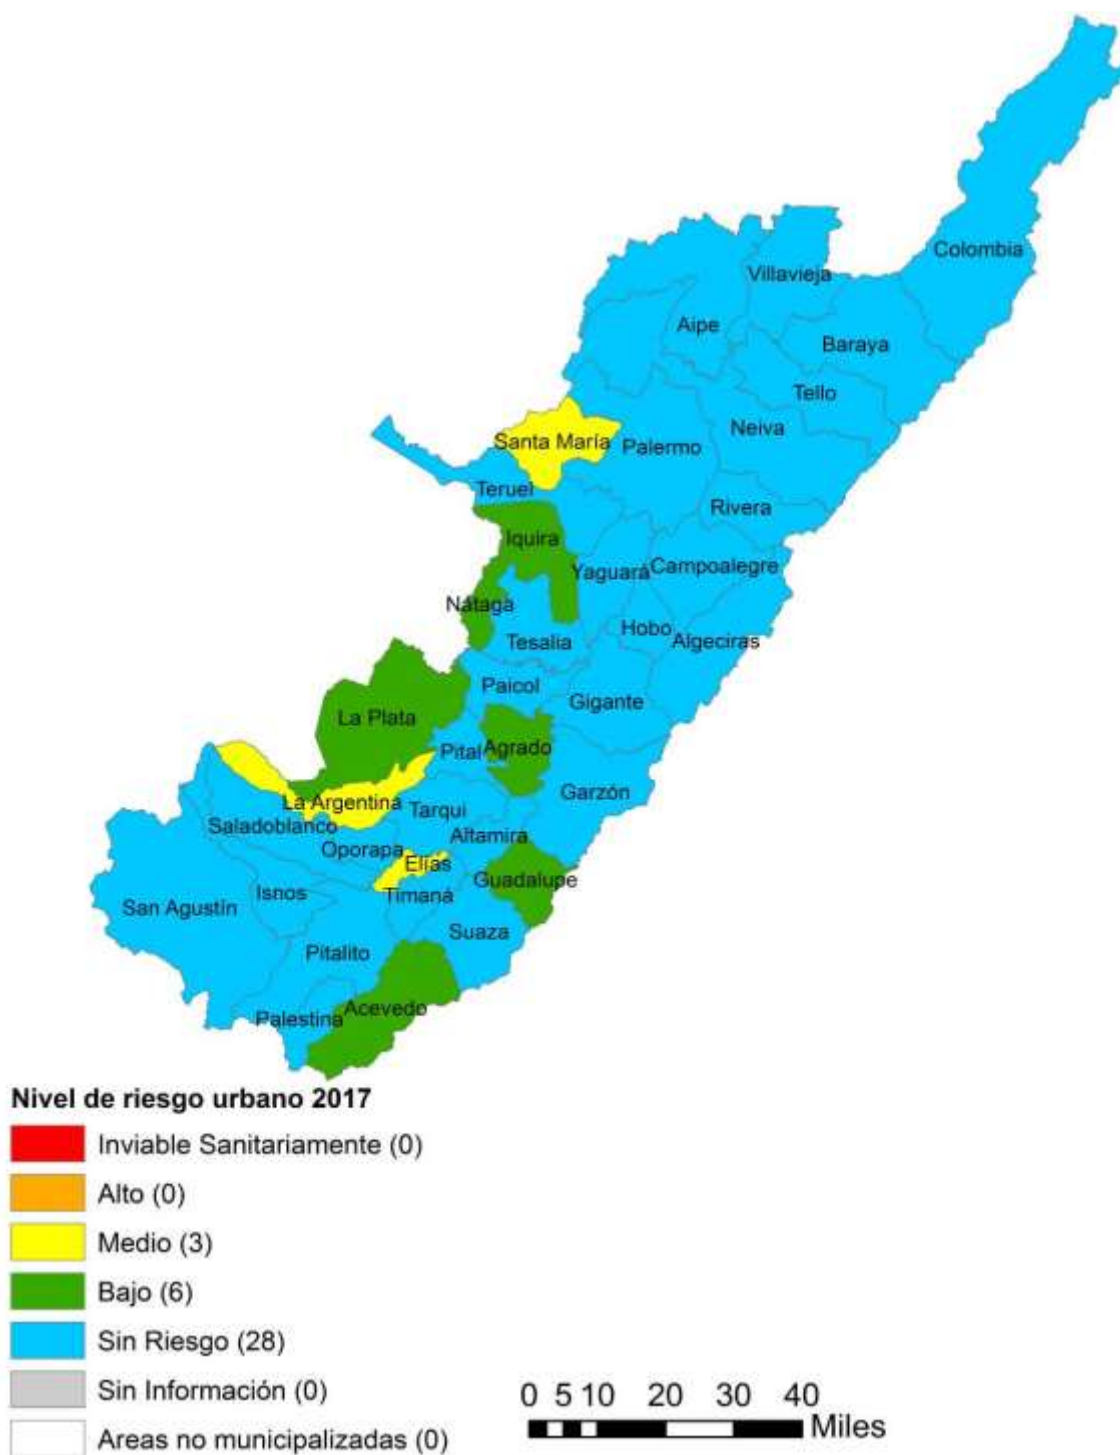 Colombia
Villavieja
Aipe
Baraya
Tello
Neiva
Santa María
Palermo
Teruel
Rivera
Iquira
Yaguará
Campoalegre
Nátaga
Hobo
Tesalia
Algeciras
Paicol
Gigante
La Plata
Pital
Agrado
Garzón
La Argentina
Tarqui
Saladoblanco
Altamira
Oporapa
Elías
Guadalupe
Isnos
Timaná
San Agustín
Suaza
Pitalito
Acevedo
Palestina
Nivel de riesgo urbano 2017
Inviable Sanitariamente (0)
Alto (0)
Medio (3)
Bajo (6)
Sin Riesgo (28)
Sin Información (0)
Areas no municipalizadas (0)
0 5 10 20 30 40
Miles